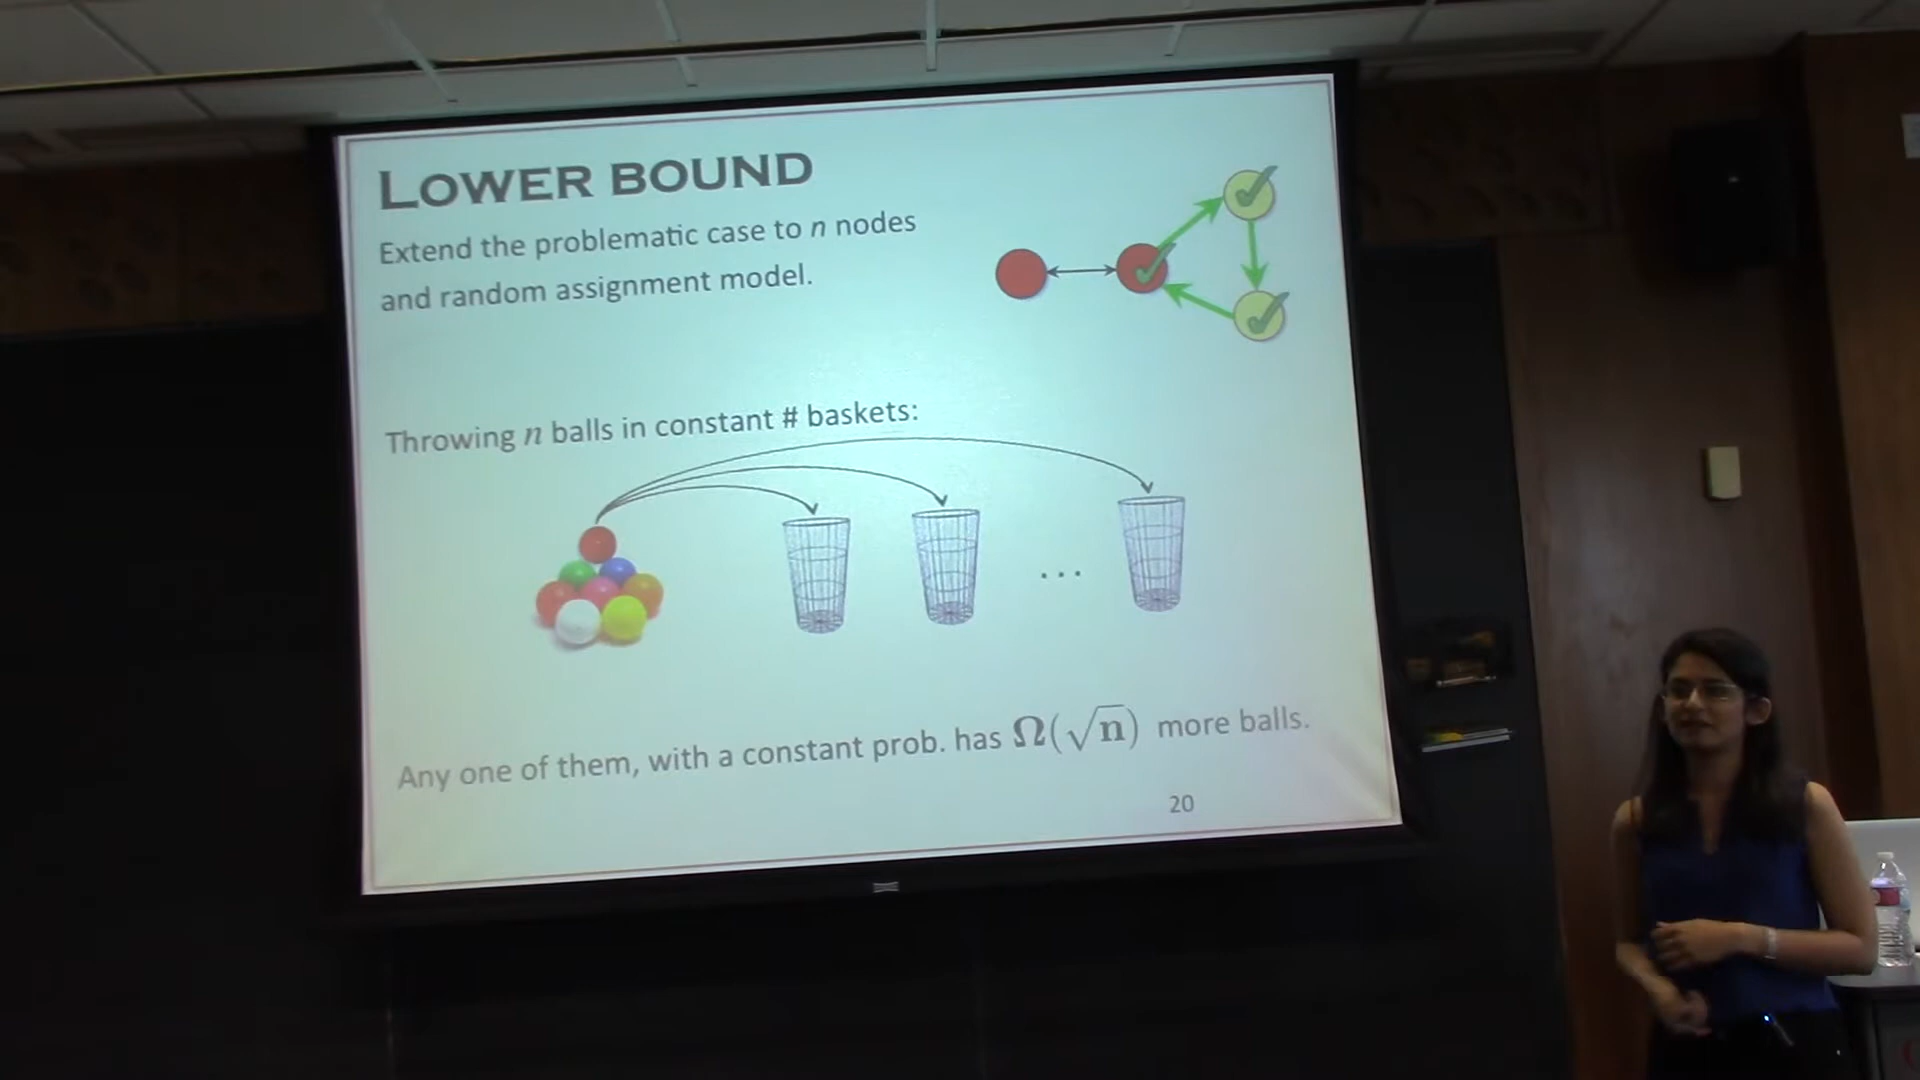 LOWER BOUND
Extend the problematic case to n nodes
and random assignment model.
Throwing n balls in constant # baskets:
...
Any one of them, with a constant prob. has Ω(√n) more balls.
20